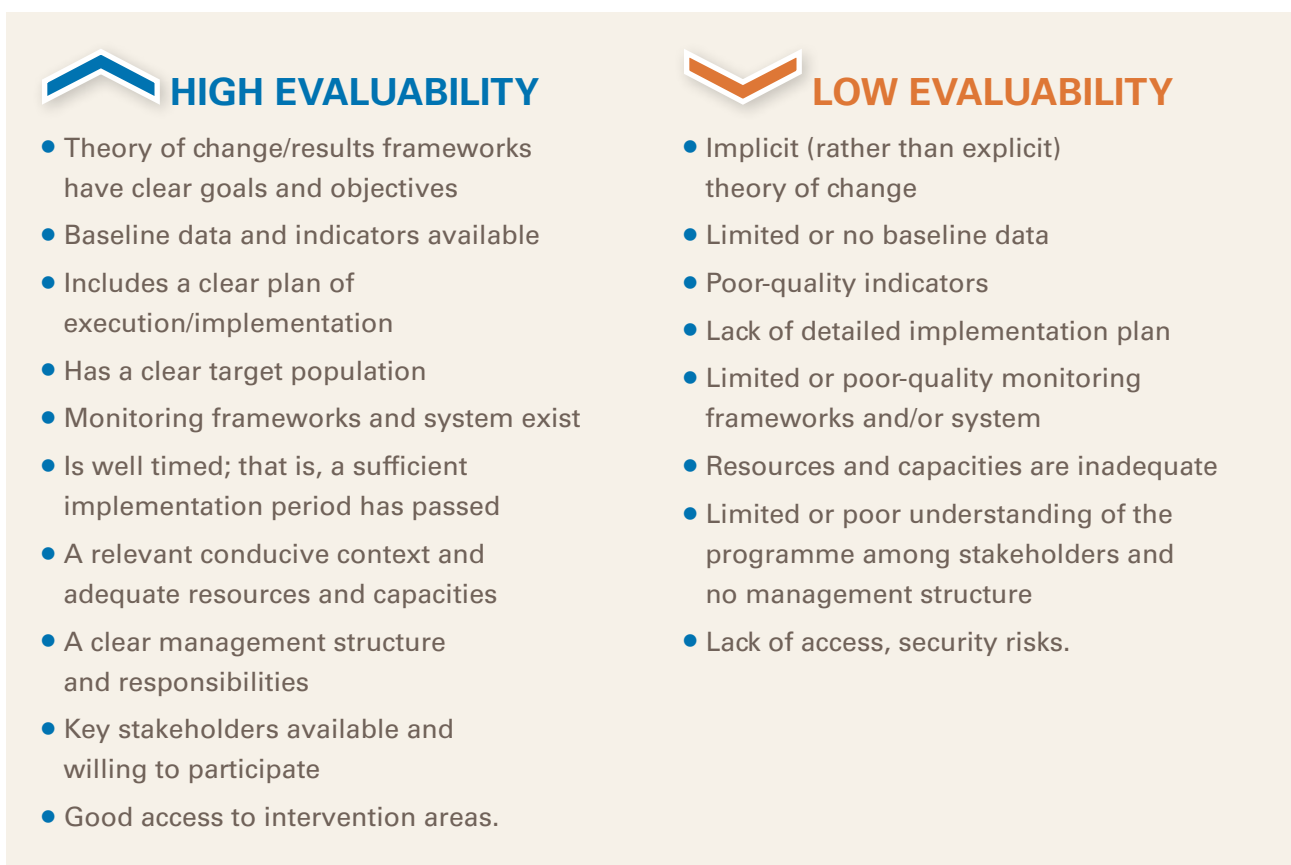 HIGH EVALUABILITY
• Theory of change/results frameworks
have clear goals and objectives
• Baseline data and indicators available
• Includes a clear plan of
execution/implementation
• Has a clear target population
• Monitoring frameworks and system exist
• Is well timed; that is, a sufficient
implementation period has passed
• A relevant conducive context and
adequate resources and capacities
• A clear management structure
and responsibilities
• Key stakeholders available and
willing to participate
• Good access to intervention areas.
LOW EVALUABILITY
• Implicit (rather than explicit)
theory of change
• Limited or no baseline data
• Poor-quality indicators
• Lack of detailed implementation plan
• Limited or poor-quality monitoring
frameworks and/or system
• Resources and capacities are inadequate
• Limited or poor understanding of the
programme among stakeholders and
no management structure
• Lack of access, security risks.